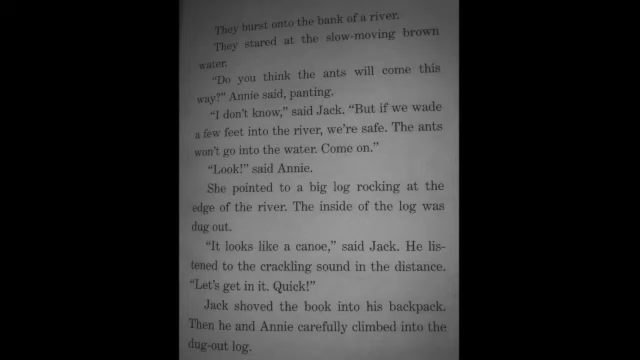 They burst onto the bank of a river.
They stared at the slow-moving brown
water.
"Do you think the ants will come this
way?" Annie said, panting.
"I don't know," said Jack. "But if we wade
a few feet into the river, we're safe. The ants
won't go into the water. Come on."
"Look!" said Annie.
She pointed to a big log rocking at the
edge of the river. The inside of the log was
dug out.
"It looks like a canoe," said Jack. He lis-
tened to the crackling sound in the distance.
"Let's get in it. Quick!"
Jack shoved the book into his backpack.
Then he and Annie carefully climbed into the
dug-out log.